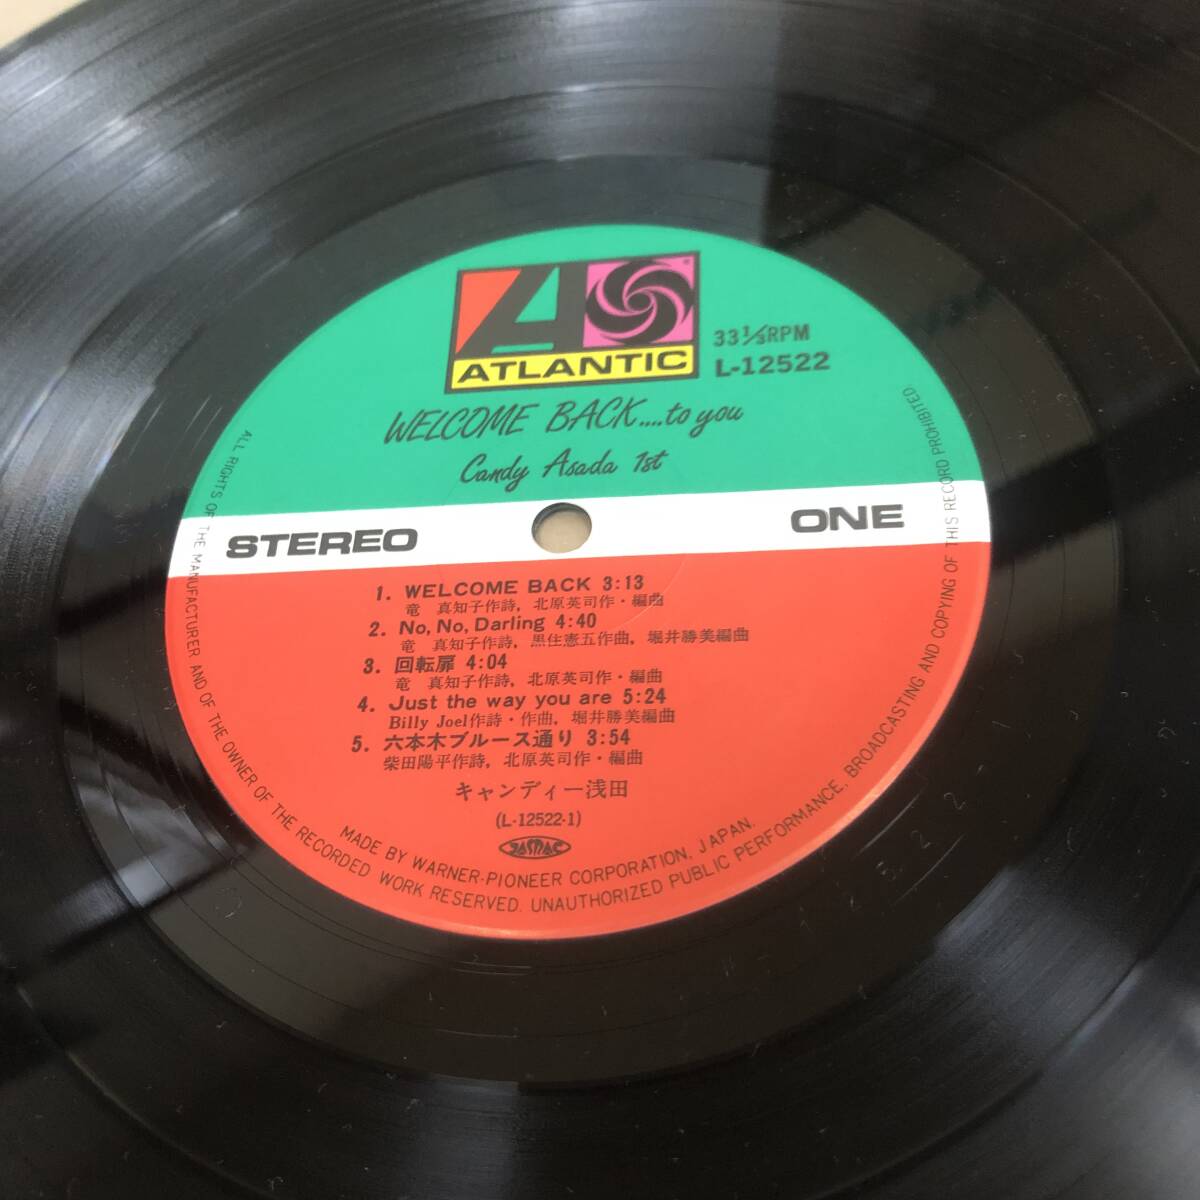 ATLANTIC
33 1/3 RPM
L-12522
WELCOME BACK....to you
Candy Asada 1st
STEREO
ONE
1. WELCOME BACK 3:13
竜 真知子作詩, 北原英司作・編曲
2. No, No, Darling 4:40
竜 真知子作詩, 黒住憲五作曲, 堀井勝美編曲
3. 回転扉 4:04
竜 真知子作詩, 北原英司作・編曲
4. Just the way you are 5:24
Billy Joel作詩・作曲, 堀井勝美編曲
5. 六本木ブルース通り 3:54
柴田陽平作詩, 北原英司作・編曲
キャンディー浅田
(L-12522-1)
JASRAC
MADE BY WARNER-PIONEER CORPORATION, JAPAN.
ALL RIGHTS OF THE MANUFACTURER AND OF THE OWNER OF THE RECORDED WORK RESERVED. UNAUTHORIZED PUBLIC PERFORMANCE, BROADCASTING AND COPYING OF THIS RECORD PROHIBITED.